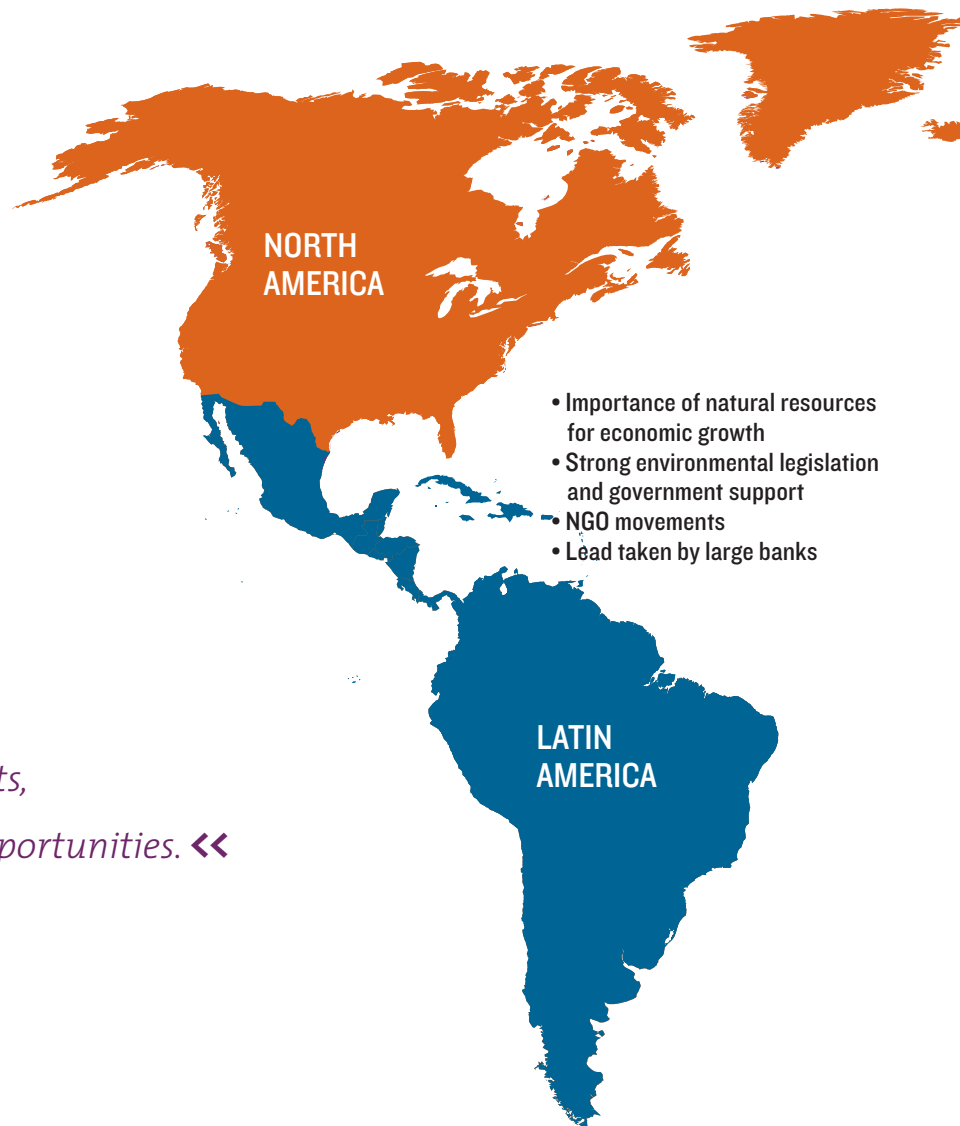 NORTH
AMERICA
• Importance of natural resources
for economic growth
• Strong environmental legislation
and government support
• NGO movements
• Lead taken by large banks
LATIN
AMERICA
ts,
portunities. <<